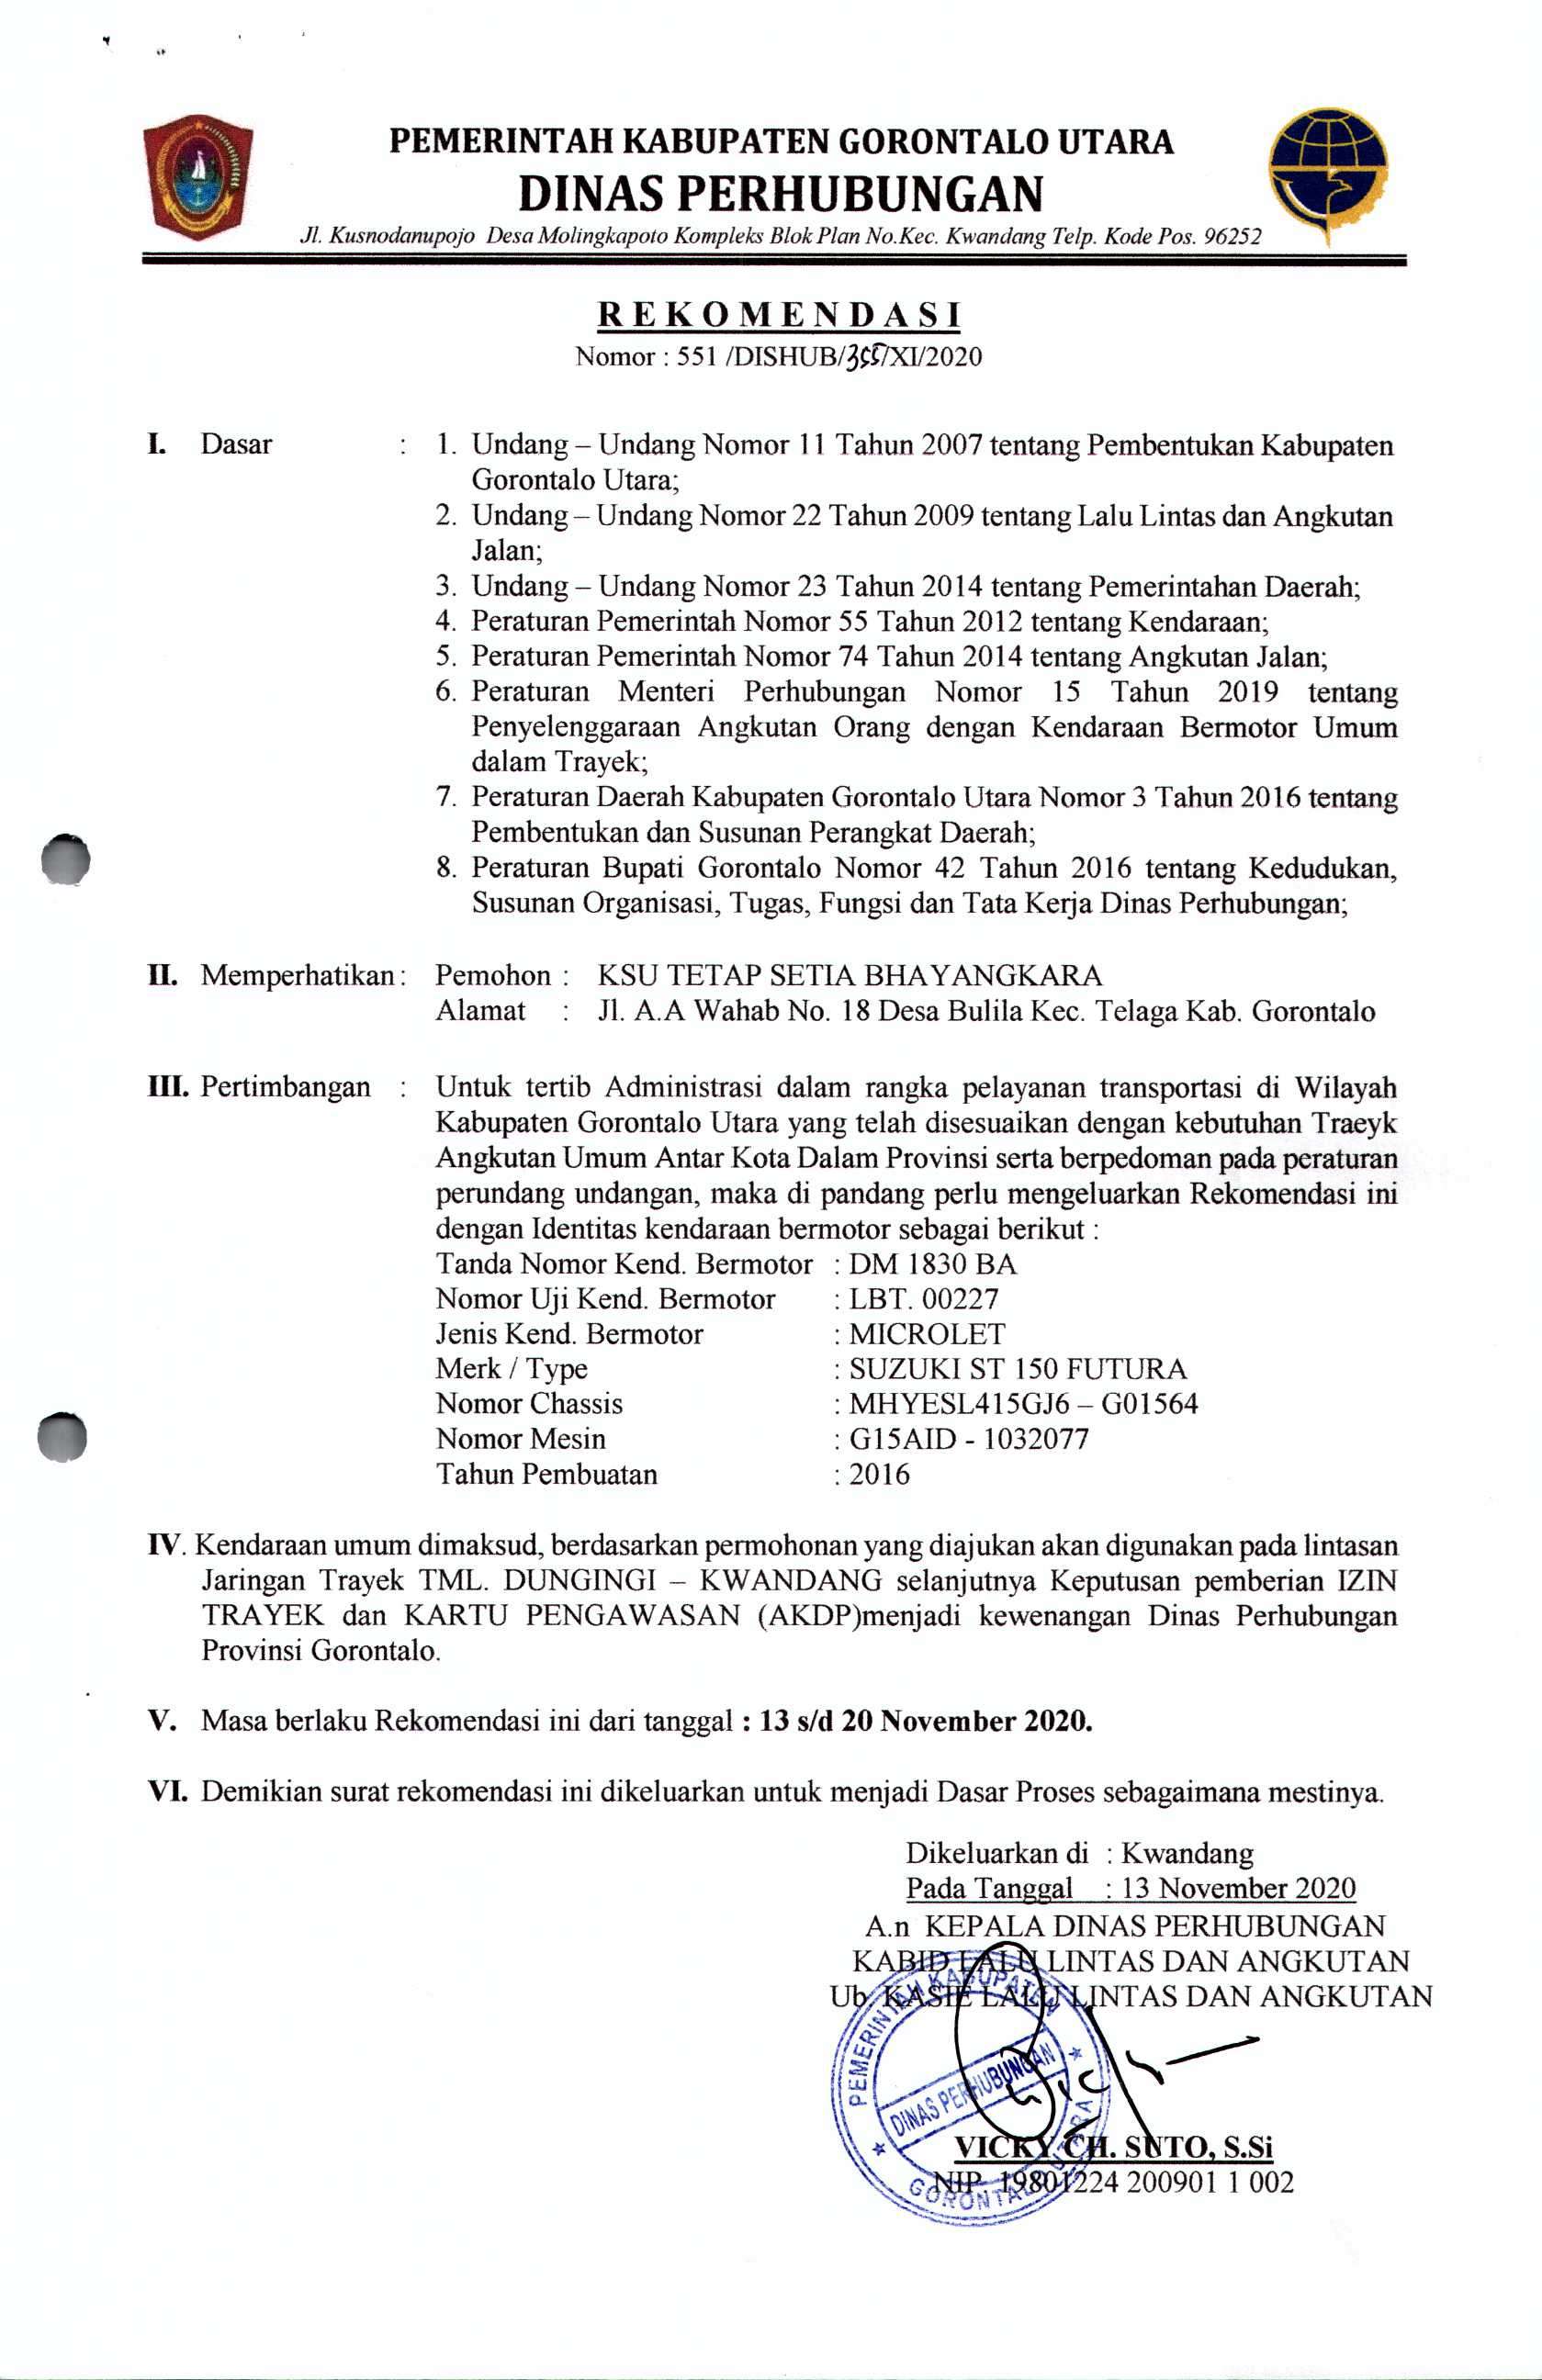 PEMERINTAH KABUPATEN GORONTALO UTARA
DINAS PERHUBUNGAN
Jl. Kusnodanupojo Desa Molingkapoto Kompleks Blok Plan No.Kec. Kwandang Telp. Kode Pos. 96252
REKOMENDASI
Nomor : 551 /DISHUB/355/XI/2020
I. Dasar : 1. Undang – Undang Nomor 11 Tahun 2007 tentang Pembentukan Kabupaten
Gorontalo Utara;
2. Undang – Undang Nomor 22 Tahun 2009 tentang Lalu Lintas dan Angkutan
Jalan;
3. Undang – Undang Nomor 23 Tahun 2014 tentang Pemerintahan Daerah;
4. Peraturan Pemerintah Nomor 55 Tahun 2012 tentang Kendaraan;
5. Peraturan Pemerintah Nomor 74 Tahun 2014 tentang Angkutan Jalan;
6. Peraturan Menteri Perhubungan Nomor 15 Tahun 2019 tentang
Penyelenggaraan Angkutan Orang dengan Kendaraan Bermotor Umum
dalam Trayek;
7. Peraturan Daerah Kabupaten Gorontalo Utara Nomor 3 Tahun 2016 tentang
Pembentukan dan Susunan Perangkat Daerah;
8. Peraturan Bupati Gorontalo Nomor 42 Tahun 2016 tentang Kedudukan,
Susunan Organisasi, Tugas, Fungsi dan Tata Kerja Dinas Perhubungan;
II. Memperhatikan : Pemohon : KSU TETAP SETIA BHAYANGKARA
Alamat : Jl. A.A Wahab No. 18 Desa Bulila Kec. Telaga Kab. Gorontalo
III. Pertimbangan : Untuk tertib Administrasi dalam rangka pelayanan transportasi di Wilayah
Kabupaten Gorontalo Utara yang telah disesuaikan dengan kebutuhan Traeyk
Angkutan Umum Antar Kota Dalam Provinsi serta berpedoman pada peraturan
perundang undangan, maka di pandang perlu mengeluarkan Rekomendasi ini
dengan Identitas kendaraan bermotor sebagai berikut :
Tanda Nomor Kend. Bermotor : DM 1830 BA
Nomor Uji Kend. Bermotor : LBT. 00227
Jenis Kend. Bermotor : MICROLET
Merk / Type : SUZUKI ST 150 FUTURA
Nomor Chassis : MHYESL415GJ6 – G01564
Nomor Mesin : G15AID - 1032077
Tahun Pembuatan : 2016
IV. Kendaraan umum dimaksud, berdasarkan permohonan yang diajukan akan digunakan pada lintasan
Jaringan Trayek TML. DUNGINGI – KWANDANG selanjutnya Keputusan pemberian IZIN
TRAYEK dan KARTU PENGAWASAN (AKDP)menjadi kewenangan Dinas Perhubungan
Provinsi Gorontalo.
V. Masa berlaku Rekomendasi ini dari tanggal : 13 s/d 20 November 2020.
VI. Demikian surat rekomendasi ini dikeluarkan untuk menjadi Dasar Proses sebagaimana mestinya.
Dikeluarkan di : Kwandang
Pada Tanggal : 13 November 2020
A.n KEPALA DINAS PERHUBUNGAN
KABID LALU LINTAS DAN ANGKUTAN
Ub. KASIE LALU LINTAS DAN ANGKUTAN
PEMERINTAH KABUPATEN
DINAS PERHUBUNGAN
GORONTALO UTARA
VICKY CH. SUTO, S.Si
NIP. 19801224 200901 1 002